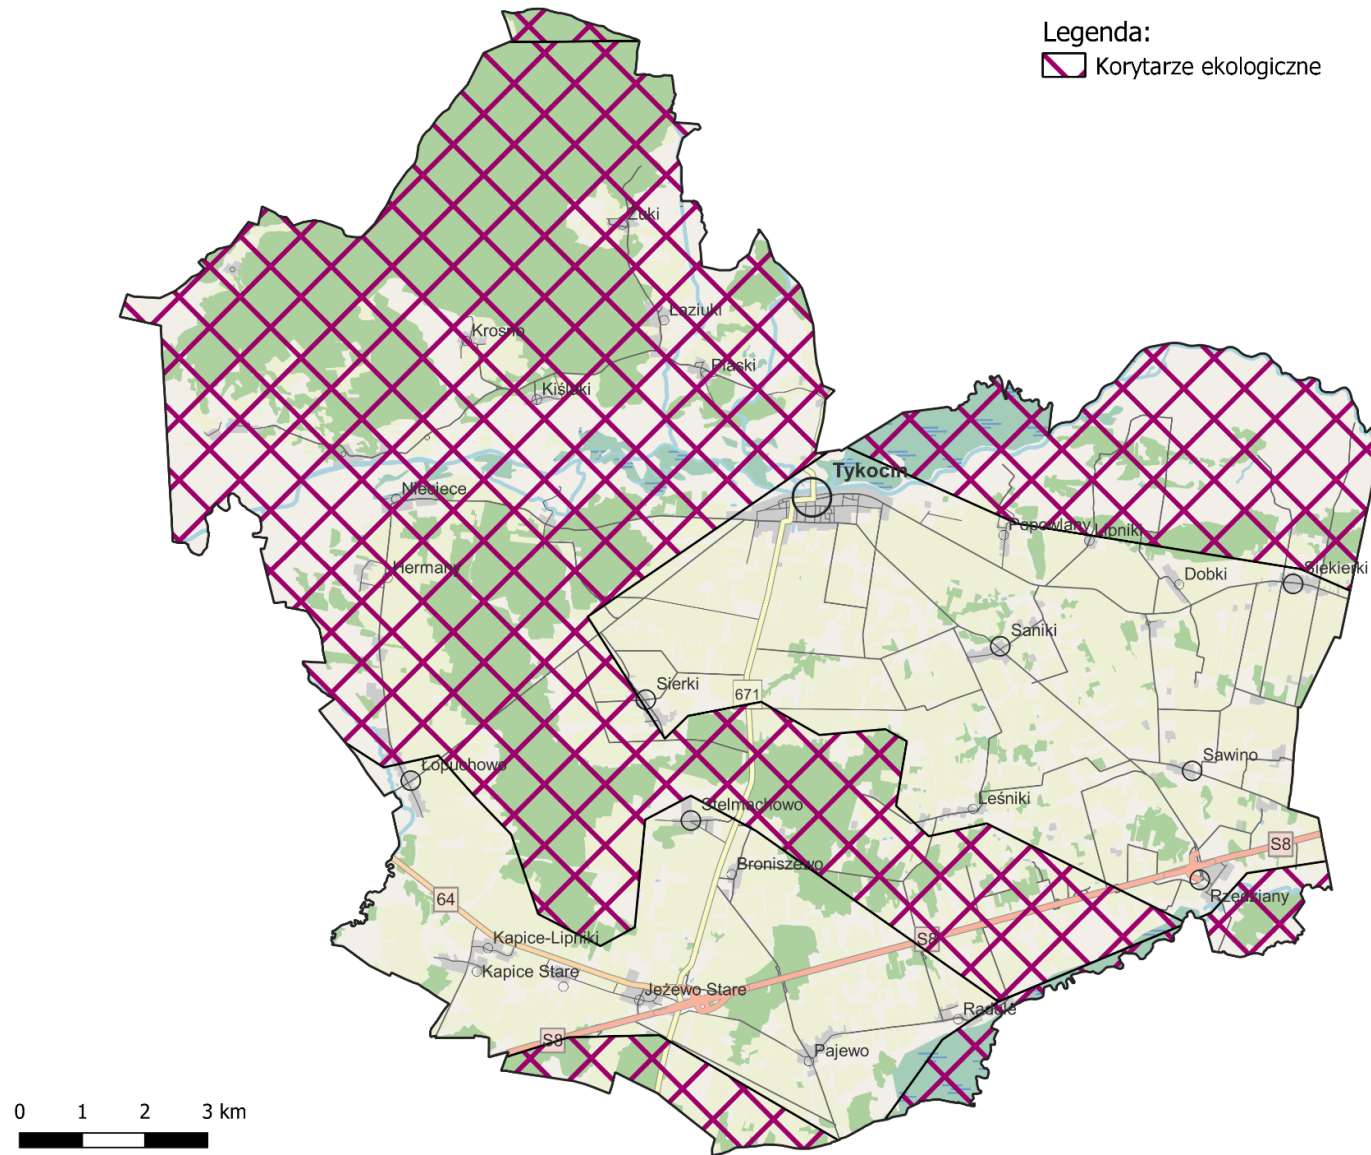 Legenda:
Korytarze ekologiczne
Żuki
Łaziuki
Krosno
Piaski
Kiślaki
Tykocin
Nieciece
Popowlany
Lipniki
Hermany
Dobki
Siekierki
Saniki
Sierki
671
Sawino
Łopuchowo
Stelmachowo
Leśniki
S8
Broniszewo
64
Rzędziany
Kapice-Lipniki
S8
Kapice Stare
Jeżewo Stare
Radule
S8
Pajewo
0 1 2 3 km